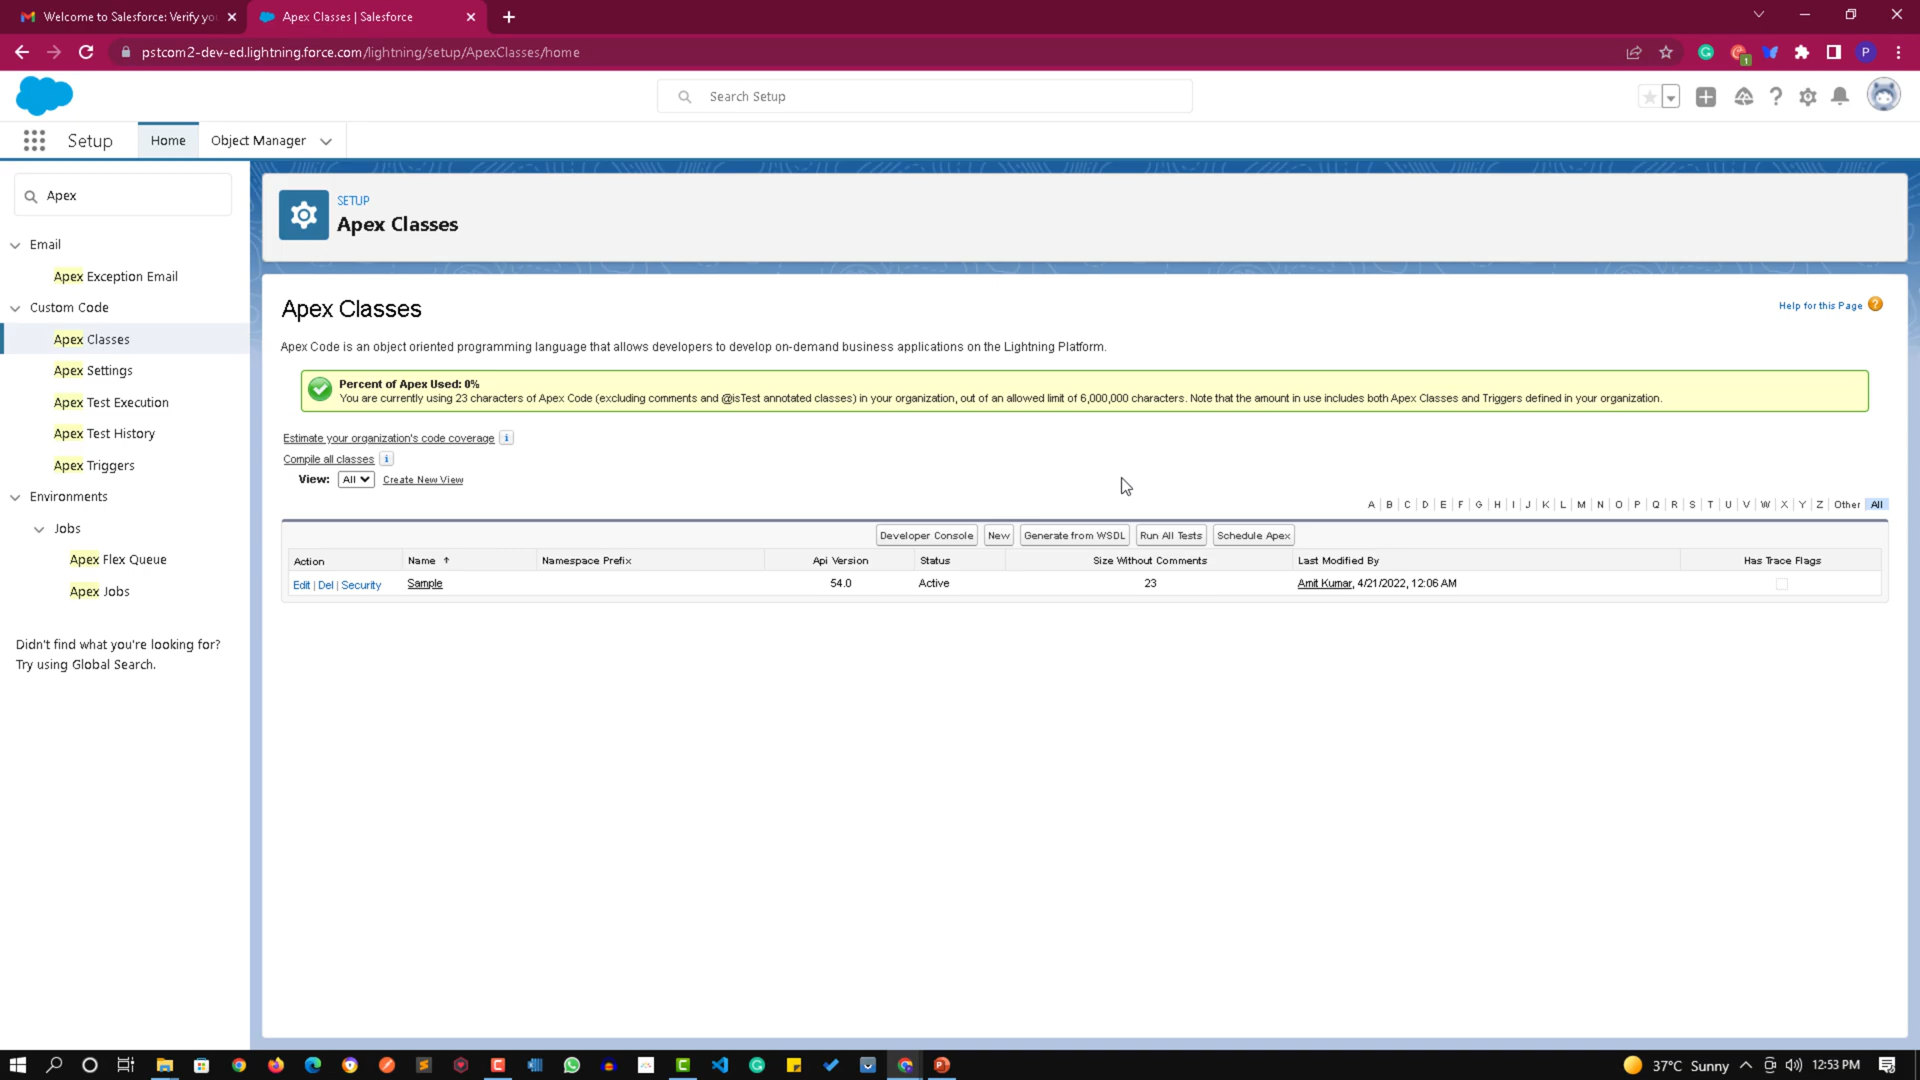 Welcome to Salesforce: Verify yo
Apex Classes | Salesforce
pstcom2-dev-ed.lightning.force.com/lightning/setup/ApexClasses/home
1
P
Search Setup
Setup
Home
Object Manager
Apex
Email
Apex Exception Email
Custom Code
Apex Classes
Apex Settings
Apex Test Execution
Apex Test History
Apex Triggers
Environments
Jobs
Apex Flex Queue
Apex Jobs
Didn't find what you're looking for?
Try using Global Search.
SETUP
Apex Classes
Apex Classes
Help for this Page
Apex Code is an object oriented programming language that allows developers to develop on-demand business applications on the Lightning Platform.
Percent of Apex Used: 0%
You are currently using 23 characters of Apex Code (excluding comments and @isTest annotated classes) in your organization, out of an allowed limit of 6,000,000 characters. Note that the amount in use includes both Apex Classes and Triggers defined in your organization.
Estimate your organization's code coverage i
Compile all classes i
View: All Create New View
A | B | C | D | E | F | G | H | I | J | K | L | M | N | O | P | Q | R | S | T | U | V | W | X | Y | Z | Other All
Developer Console New Generate from WSDL Run All Tests Schedule Apex
Action Name ↑ Namespace Prefix Api Version Status Size Without Comments Last Modified By Has Trace Flags
Edit | Del | Security Sample 54.0 Active 23 Amit Kumar, 4/21/2022, 12:06 AM
37°C Sunny 12:53 PM